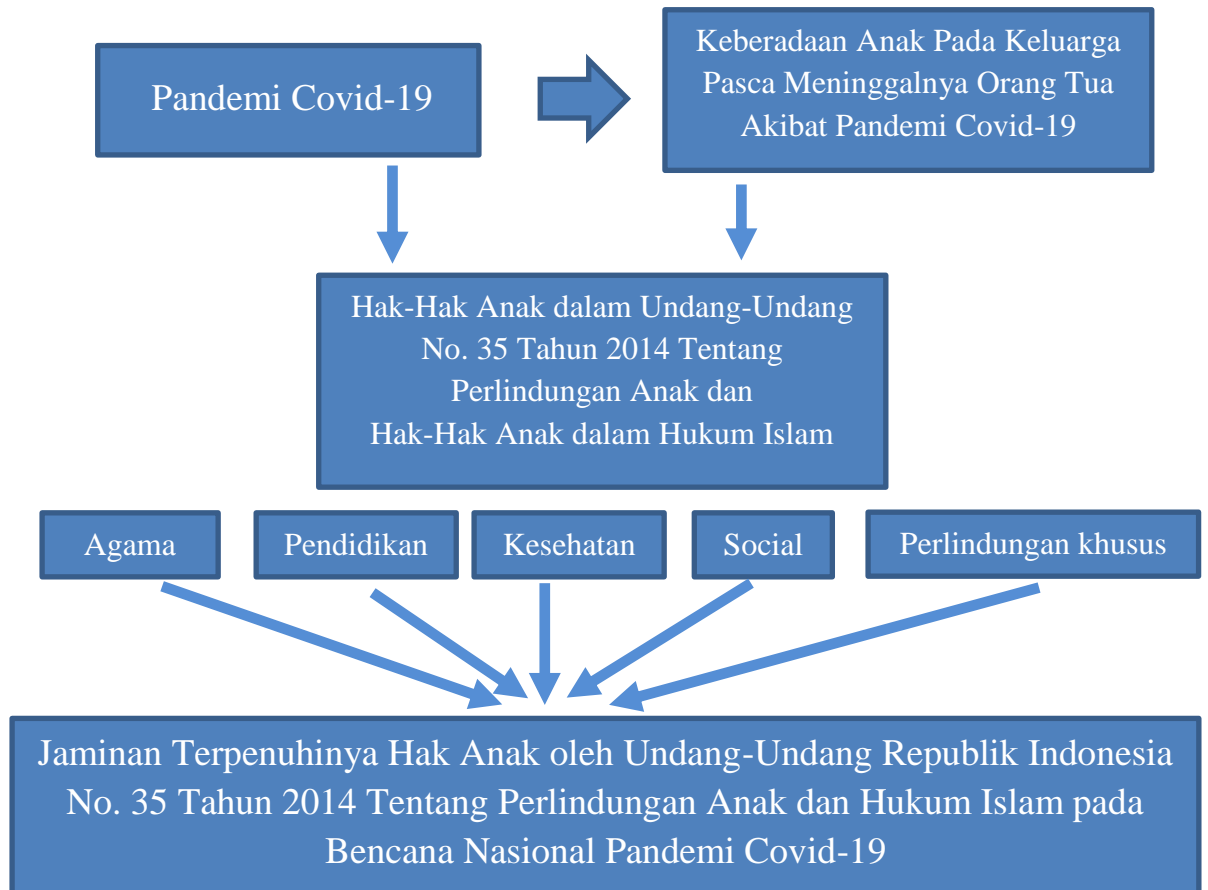 Pandemi Covid-19
Keberadaan Anak Pada Keluarga
Pasca Meninggalnya Orang Tua
Akibat Pandemi Covid-19
Hak-Hak Anak dalam Undang-Undang
No. 35 Tahun 2014 Tentang
Perlindungan Anak dan
Hak-Hak Anak dalam Hukum Islam
Agama
Pendidikan
Kesehatan
Social
Perlindungan khusus
Jaminan Terpenuhinya Hak Anak oleh Undang-Undang Republik Indonesia
No. 35 Tahun 2014 Tentang Perlindungan Anak dan Hukum Islam pada
Bencana Nasional Pandemi Covid-19